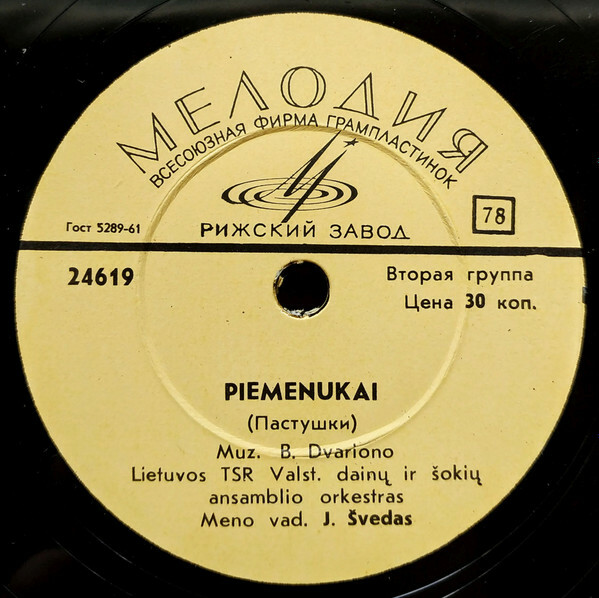 МЕЛОДИЯ
ВСЕСОЮЗНАЯ ФИРМА ГРАМПЛАСТИНОК
РИЖСКИЙ ЗАВОД
Гост 5289-61
78
24619
Вторая группа
Цена 30 коп.
PIEMENUKAI
(Пастушки)
Muz. B. Dvariono
Lietuvos TSR Valst. dainų ir šokių
ansamblio orkestras
Meno vad. J. Švedas